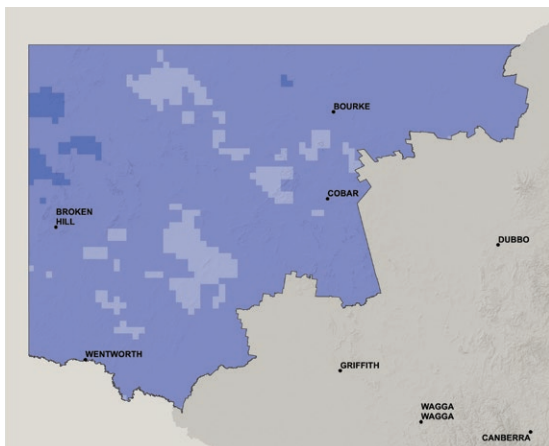 BOURKE
COBAR
BROKEN
HILL
DUBBO
WENTWORTH
GRIFFITH
WAGGA
WAGGA
CANBERRA